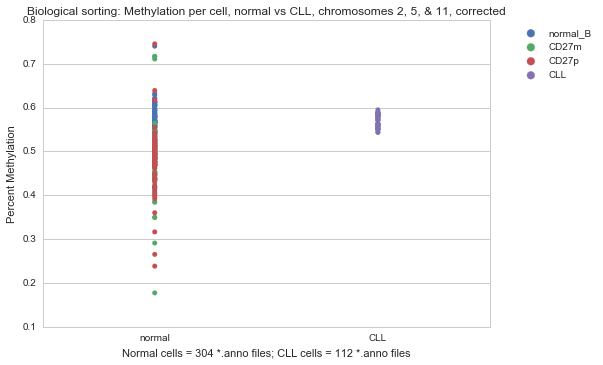 Biological sorting: Methylation per cell, normal vs CLL, chromosomes 2, 5, & 11, corrected
0.8
0.7
0.6
0.5
0.4
0.3
0.2
0.1
Percent Methylation
normal
CLL
Normal cells = 304 *.anno files; CLL cells = 112 *.anno files
normal_B
CD27m
CD27p
CLL